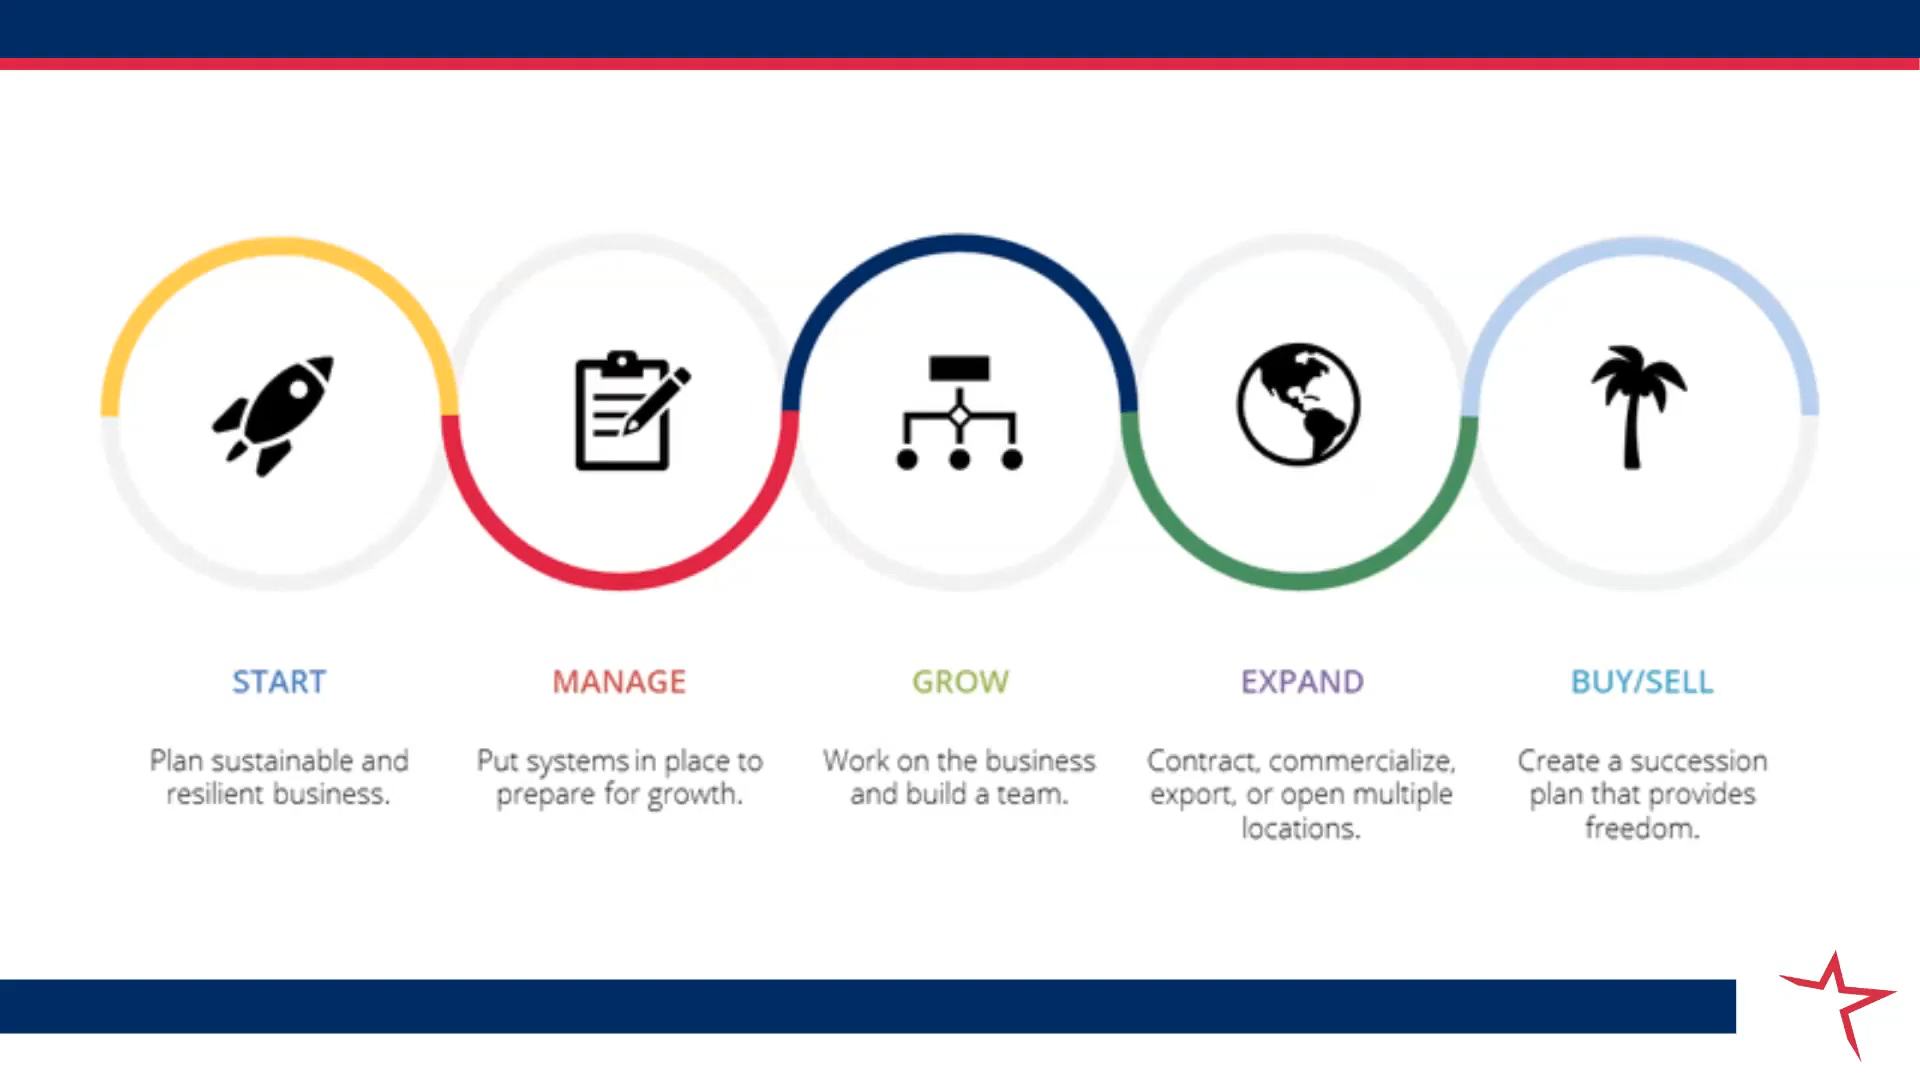 START
Plan sustainable and
resilient business.
MANAGE
Put systems in place to
prepare for growth.
GROW
Work on the business
and build a team.
EXPAND
Contract, commercialize,
export, or open multiple
locations.
BUY/SELL
Create a succession
plan that provides
freedom.